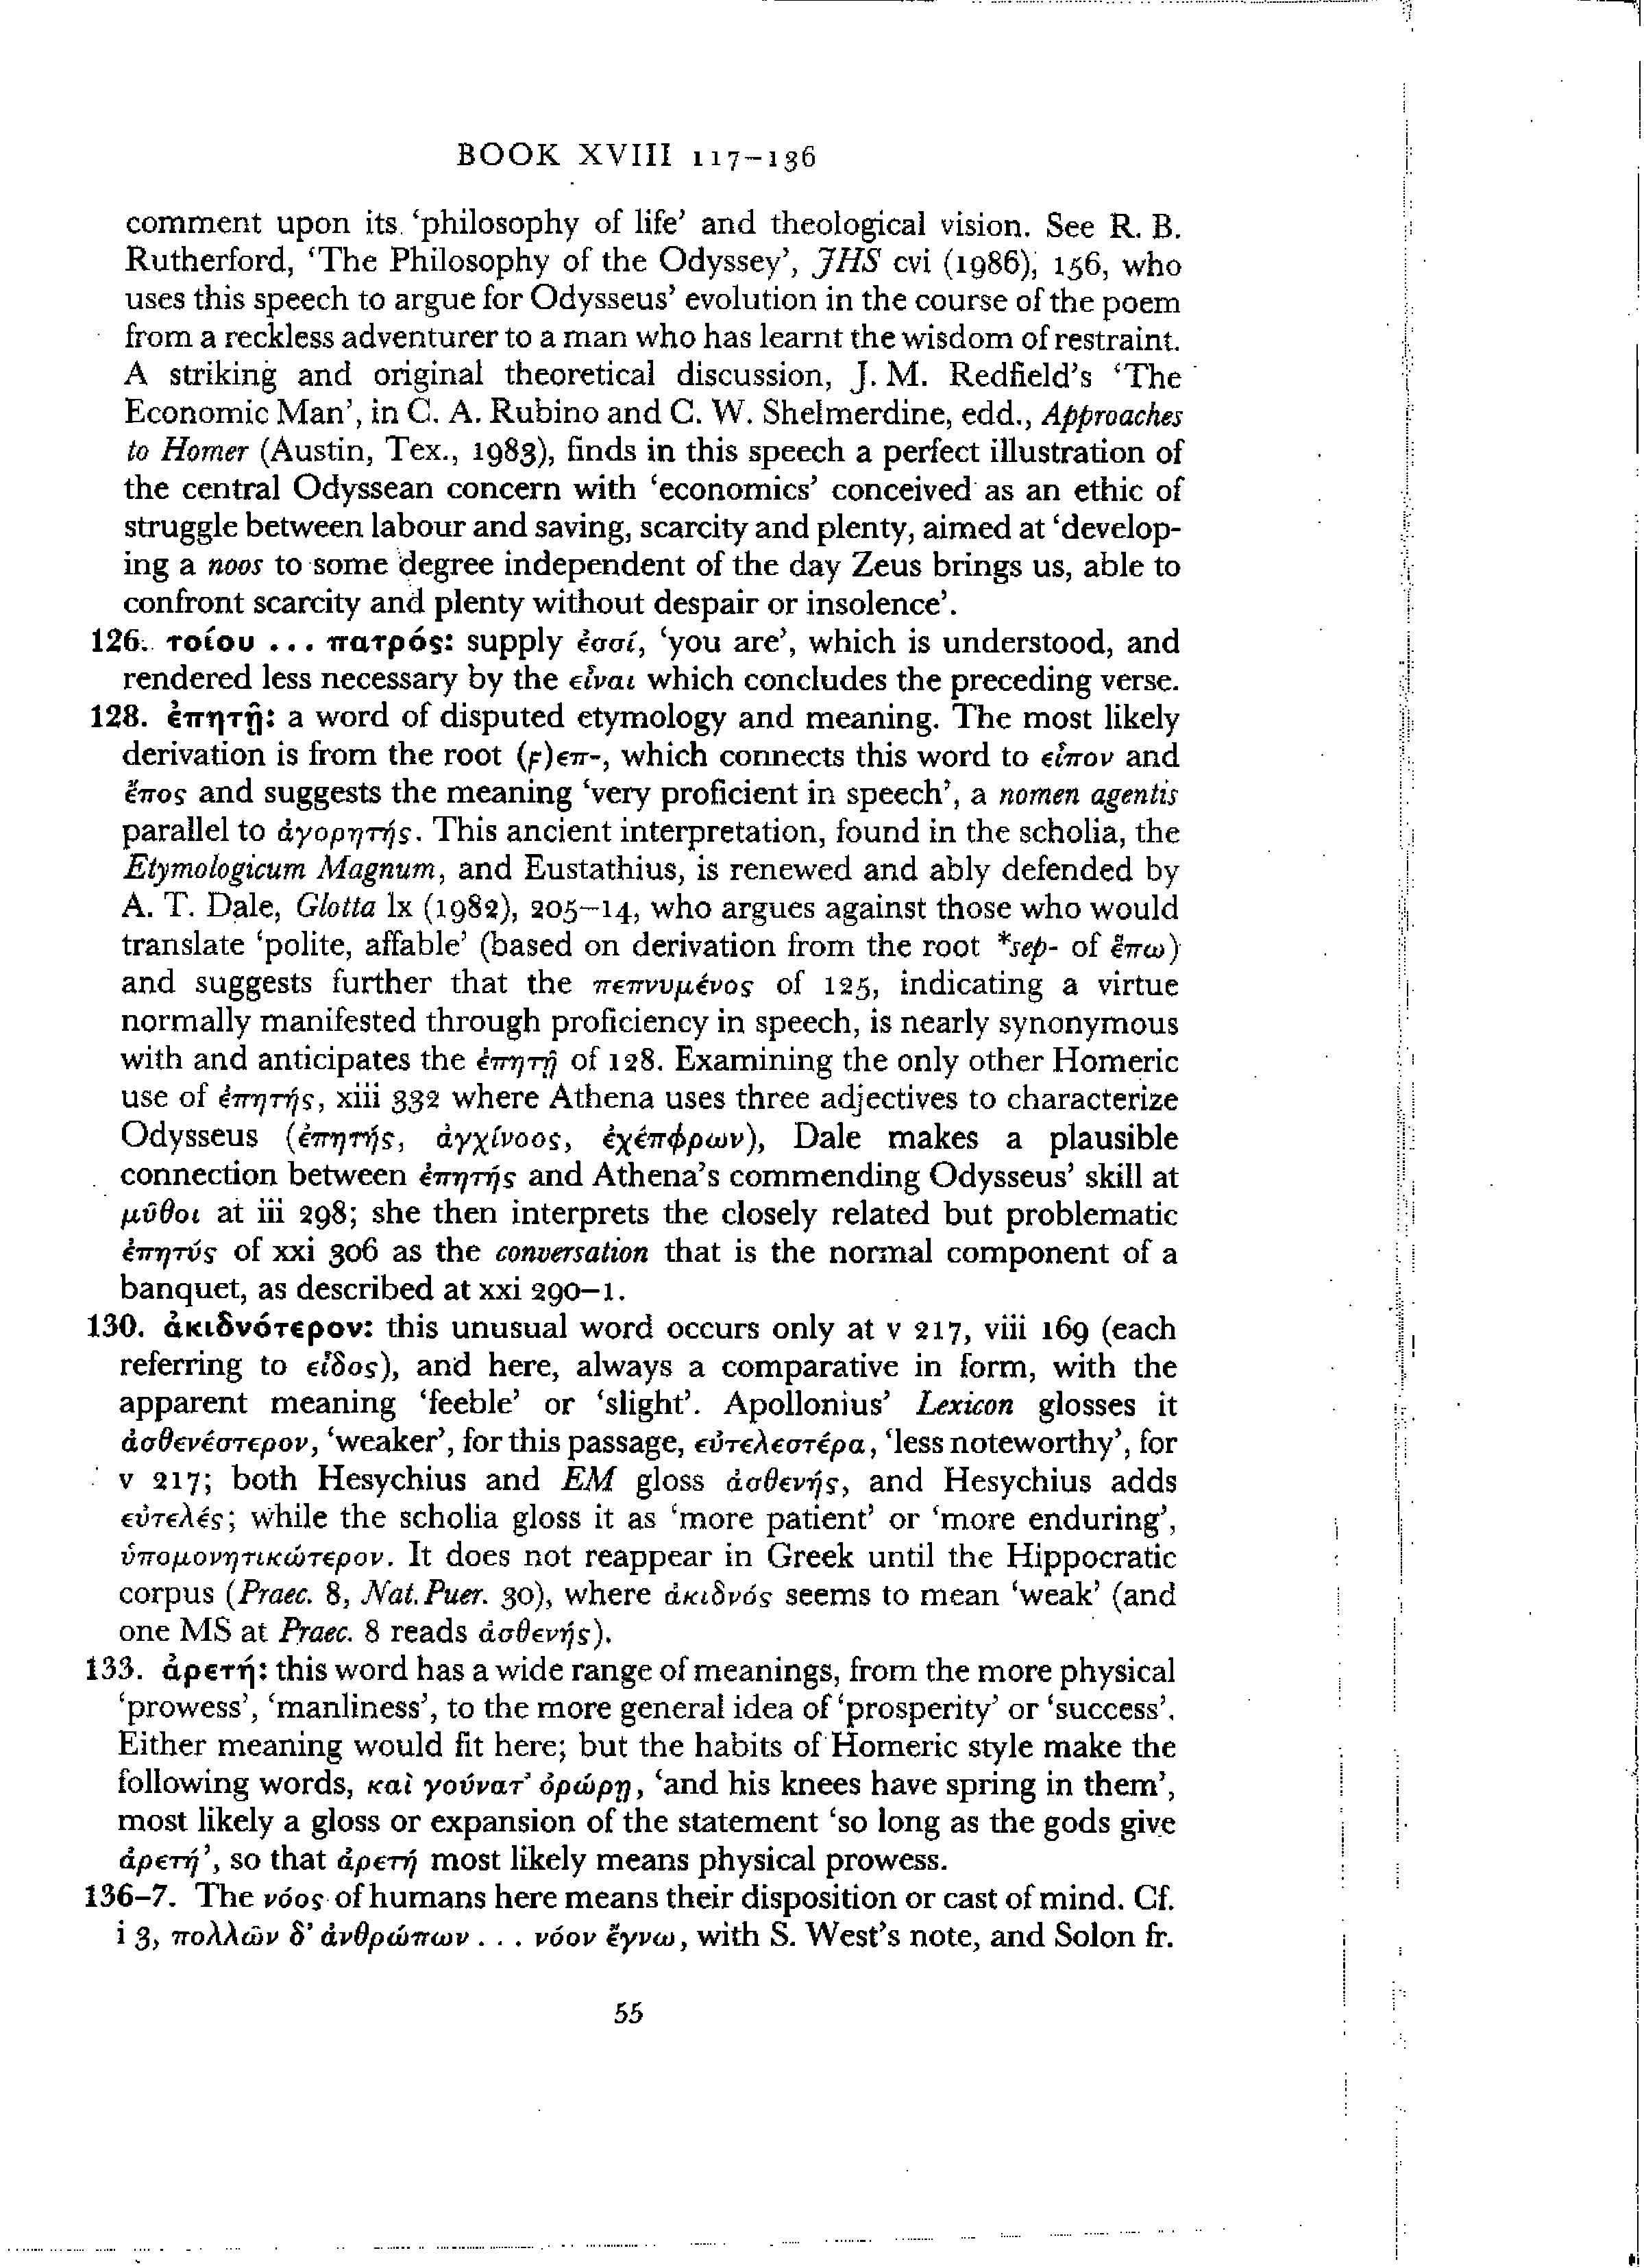 BOOK XVIII 117–136
comment upon its ‘philosophy of life’ and theological vision. See R. B.
Rutherford, ‘The Philosophy of the Odyssey’, JHS cvi (1986), 156, who
uses this speech to argue for Odysseus’ evolution in the course of the poem
from a reckless adventurer to a man who has learnt the wisdom of restraint.
A striking and original theoretical discussion, J. M. Redfield’s ‘The
Economic Man’, in C. A. Rubino and C. W. Shelmerdine, edd., Approaches
to Homer (Austin, Tex., 1983), finds in this speech a perfect illustration of
the central Odyssean concern with ‘economics’ conceived as an ethic of
struggle between labour and saving, scarcity and plenty, aimed at ‘develop-
ing a noos to some degree independent of the day Zeus brings us, able to
confront scarcity and plenty without despair or insolence’.
126. τοίου ... πατρός: supply ἐσσί, ‘you are’, which is understood, and
rendered less necessary by the εἶναι which concludes the preceding verse.
128. ἐπητῇ: a word of disputed etymology and meaning. The most likely
derivation is from the root (ϝ)επ-, which connects this word to εἶπον and
ἔπος and suggests the meaning ‘very proficient in speech’, a nomen agentis
parallel to ἀγορητής. This ancient interpretation, found in the scholia, the
Etymologicum Magnum, and Eustathius, is renewed and ably defended by
A. T. Dale, Glotta lx (1982), 205–14, who argues against those who would
translate ‘polite, affable’ (based on derivation from the root *sep- of ἕπω)
and suggests further that the πεπνυμένος of 125, indicating a virtue
normally manifested through proficiency in speech, is nearly synonymous
with and anticipates the ἐπητῇ of 128. Examining the only other Homeric
use of ἐπητής, xiii 332 where Athena uses three adjectives to characterize
Odysseus (ἐπητής, ἀγχίνοος, ἐχέπφρων), Dale makes a plausible
connection between ἐπητής and Athena’s commending Odysseus’ skill at
μῦθοι at iii 298; she then interprets the closely related but problematic
ἐπητύς of xxi 306 as the conversation that is the normal component of a
banquet, as described at xxi 290–1.
130. ἀκιδνότερον: this unusual word occurs only at v 217, viii 169 (each
referring to εἶδος), and here, always a comparative in form, with the
apparent meaning ‘feeble’ or ‘slight’. Apollonius’ Lexicon glosses it
ἀσθενέστερον, ‘weaker’, for this passage, εὐτελεστέρα, ‘less noteworthy’, for
v 217; both Hesychius and EM gloss ἀσθενής, and Hesychius adds
εὐτελές; while the scholia gloss it as ‘more patient’ or ‘more enduring’,
ὑπομονητικώτερον. It does not reappear in Greek until the Hippocratic
corpus (Praec. 8, Nat. Puer. 30), where ἀκιδνός seems to mean ‘weak’ (and
one MS at Praec. 8 reads ἀσθενής).
133. ἀρετή: this word has a wide range of meanings, from the more physical
‘prowess’, ‘manliness’, to the more general idea of ‘prosperity’ or ‘success’.
Either meaning would fit here; but the habits of Homeric style make the
following words, καὶ γούνατ’ ὀρώρῃ, ‘and his knees have spring in them’,
most likely a gloss or expansion of the statement ‘so long as the gods give
ἀρετή’, so that ἀρετή most likely means physical prowess.
136–7. The νόος of humans here means their disposition or cast of mind. Cf.
i 3, πολλῶν δ’ ἀνθρώπων . . . νόον ἔγνω, with S. West’s note, and Solon fr.
55